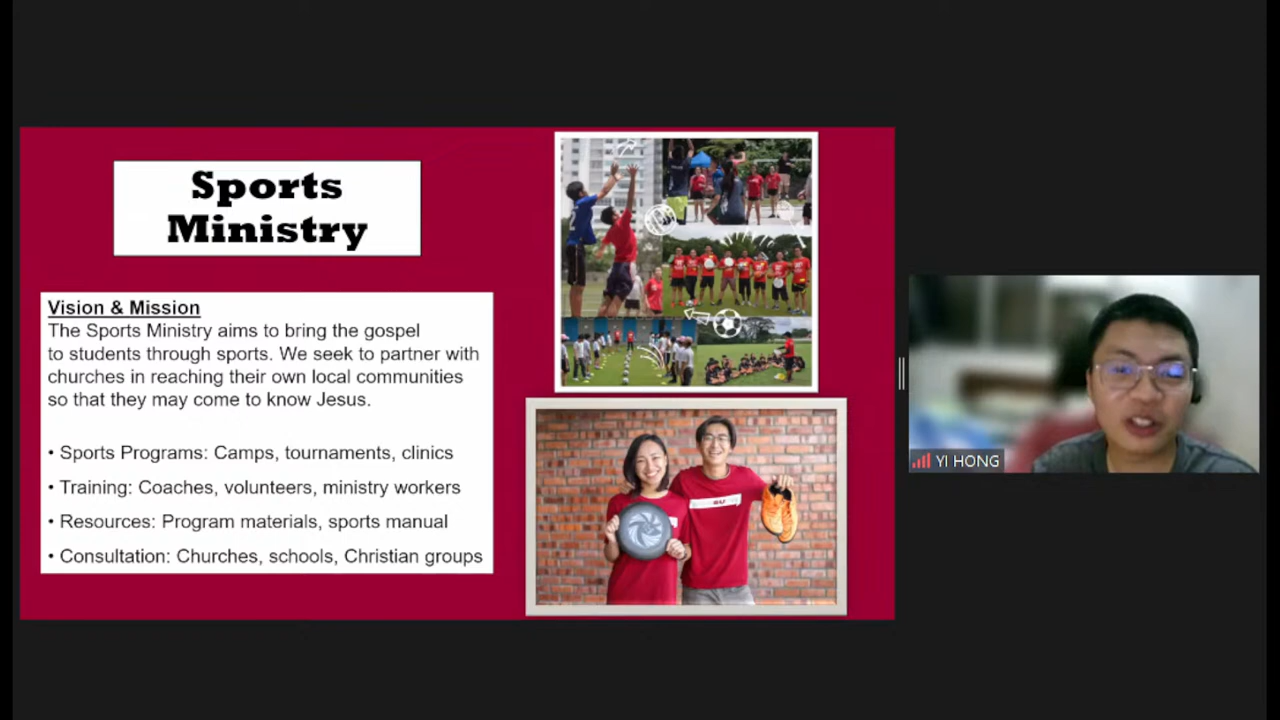 Sports
Ministry
Vision & Mission
The Sports Ministry aims to bring the gospel
to students through sports. We seek to partner with
churches in reaching their own local communities
so that they may come to know Jesus.
• Sports Programs: Camps, tournaments, clinics
• Training: Coaches, volunteers, ministry workers
• Resources: Program materials, sports manual
• Consultation: Churches, schools, Christian groups
YI HONG